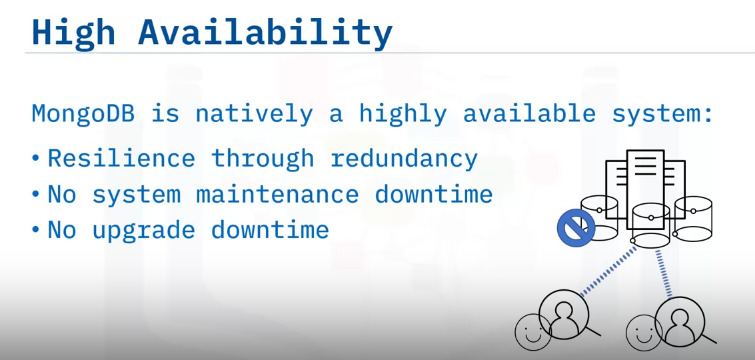 High Availability
MongoDB is natively a highly available system:
• Resilience through redundancy
• No system maintenance downtime
• No upgrade downtime